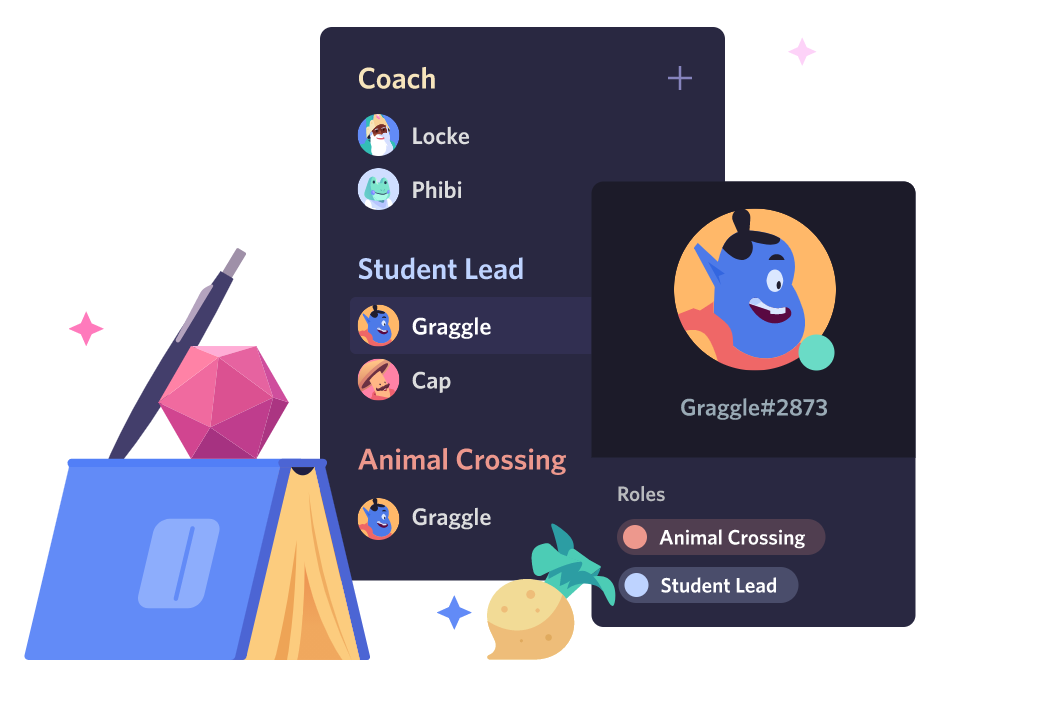 Coach
Locke
Phibi
Student Lead
Graggle
Cap
Animal Crossing
Graggle
Graggle#2873
Roles
Animal Crossing
Student Lead